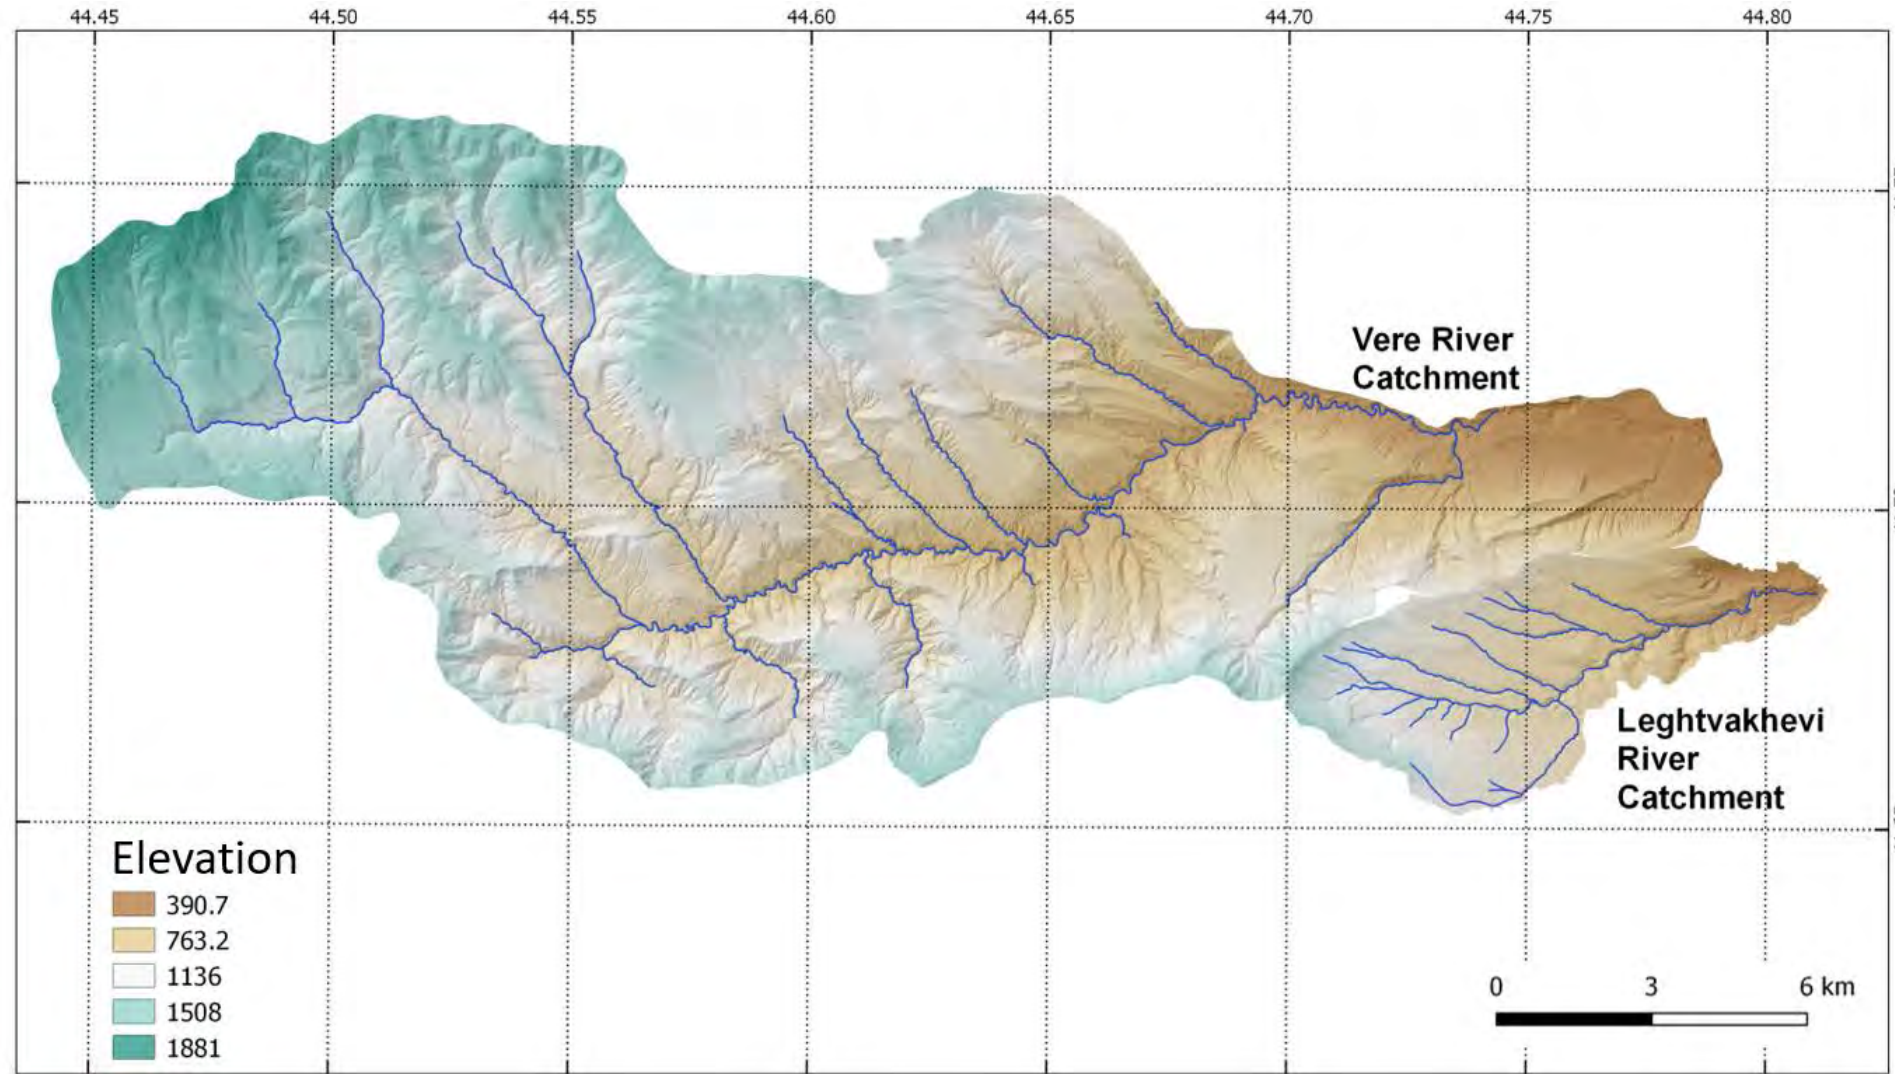 44.45 44.50 44.55 44.60 44.65 44.70 44.75 44.80
Vere River
Catchment
Leghtvakhevi
River
Catchment
Elevation
390.7
763.2
1136
1508
1881
0 3 6 km